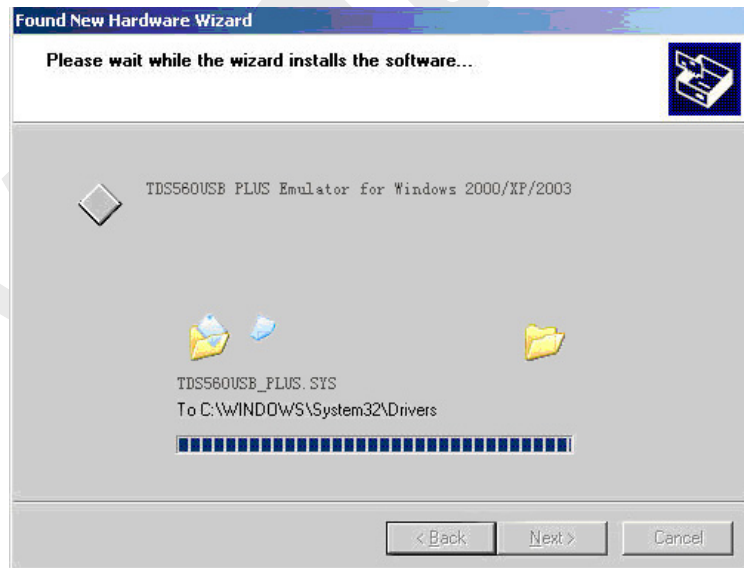 Found New Hardware Wizard
Please wait while the wizard installs the software...
TDS560USB PLUS Emulator for Windows 2000/XP/2003
TDS560USB_PLUS.SYS
To C:\WINDOWS\System32\Drivers
< Back
Next >
Cancel